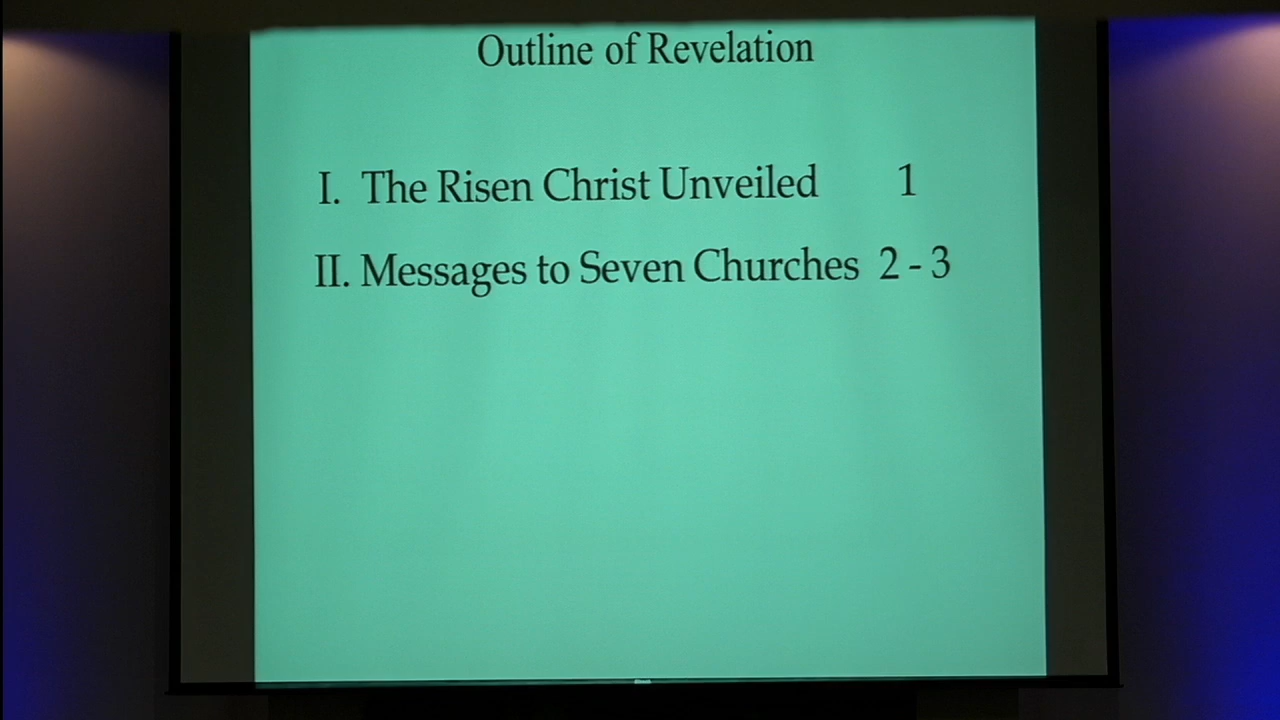 Outline of Revelation
I. The Risen Christ Unveiled 1
II. Messages to Seven Churches 2 - 3